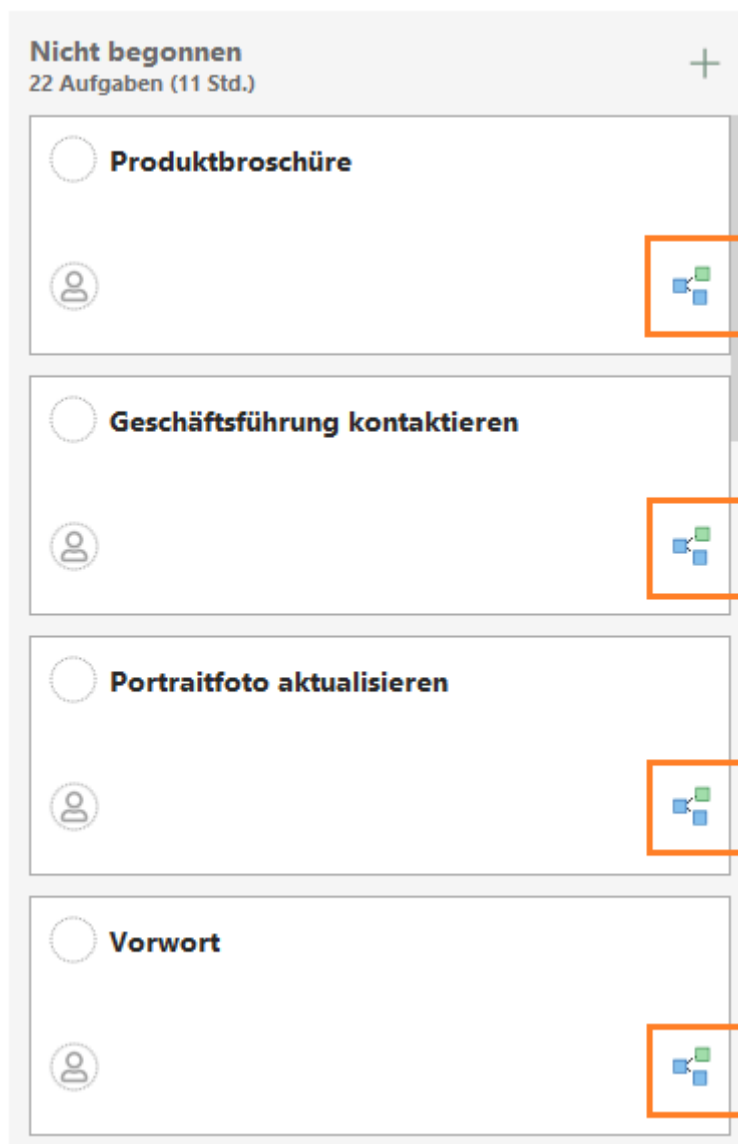 Nicht begonnen
22 Aufgaben (11 Std.)
Produktbroschüre
Geschäftsführung kontaktieren
Portraitfoto aktualisieren
Vorwort